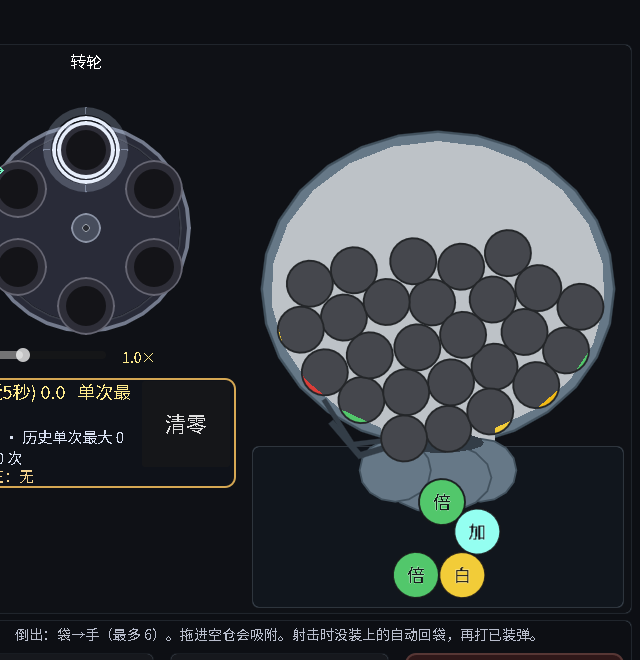 转轮
1.0×
5秒) 0.0 单次最
清零
· 历史单次最大 0
0 次
: 无
倍
加
倍
白
倒出：袋→手（最多 6）。拖进空仓会吸附。射击时没装上的自动回袋，再打已装弹。